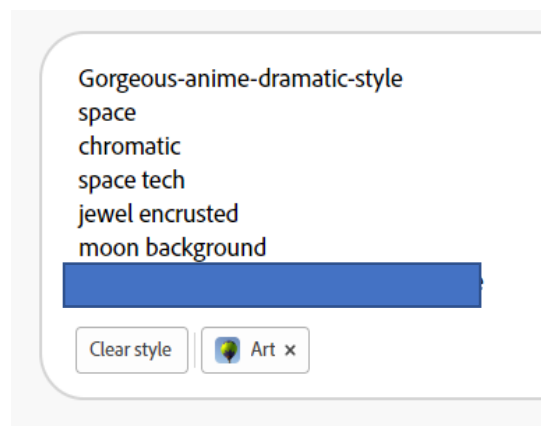 Gorgeous-anime-dramatic-style
space
chromatic
space tech
jewel encrusted
moon background
Clear style
Art ×